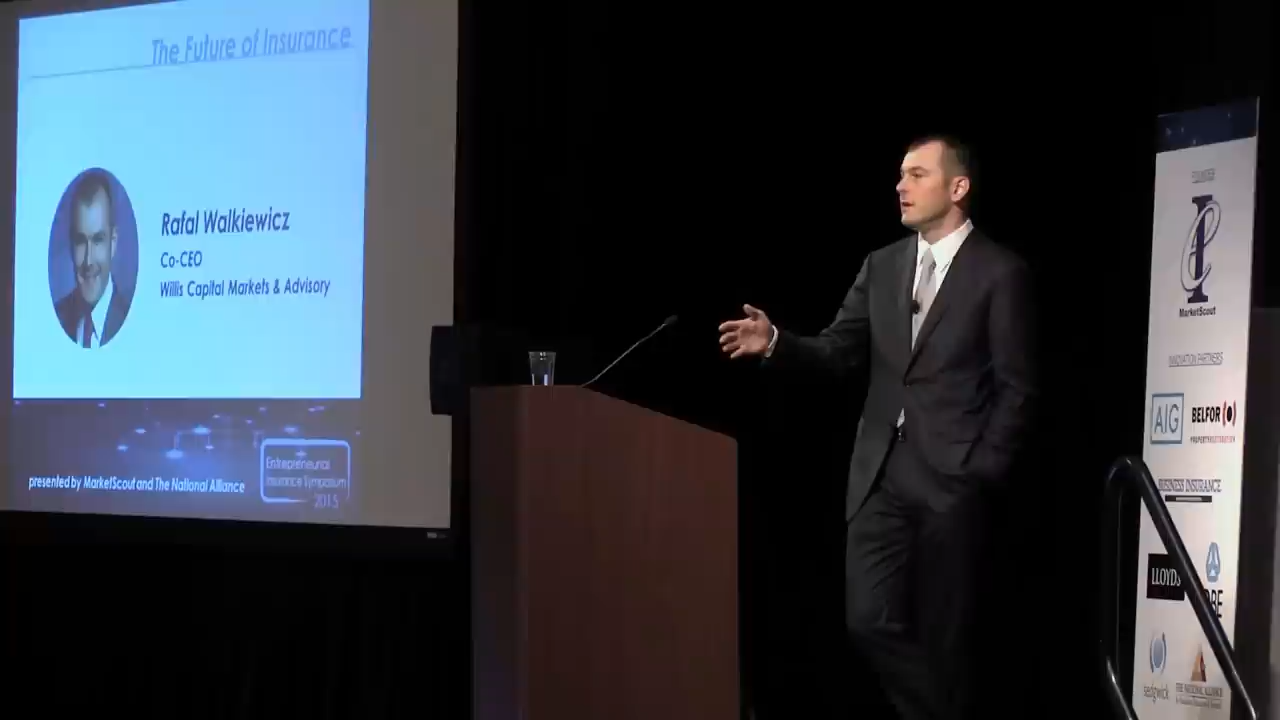 The Future of Insurance
Rafal Walkiewicz
Co-CEO
Willis Capital Markets & Advisory
presented by MarketScout and The National Alliance
Entrepreneurial
Insurance Symposium
2015
FOUNDER
MarketScout
INNOVATION PARTNERS
AIG
BELFOR
PROPERTY RESTORATION
BUSINESS INSURANCE
LLOYD'S
sedgwick
THE NATIONAL ALLIANCE